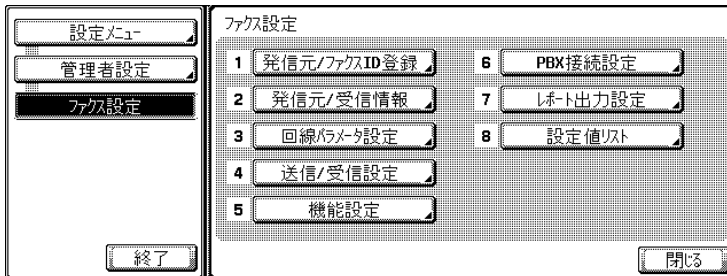 設定メニュー
管理者設定
ファクス設定
終了
ファクス設定
1 発信元/ファクスID登録
2 発信元/受信情報
3 回線パラメータ設定
4 送信/受信設定
5 機能設定
6 PBX接続設定
7 レポート出力設定
8 設定値リスト
閉じる